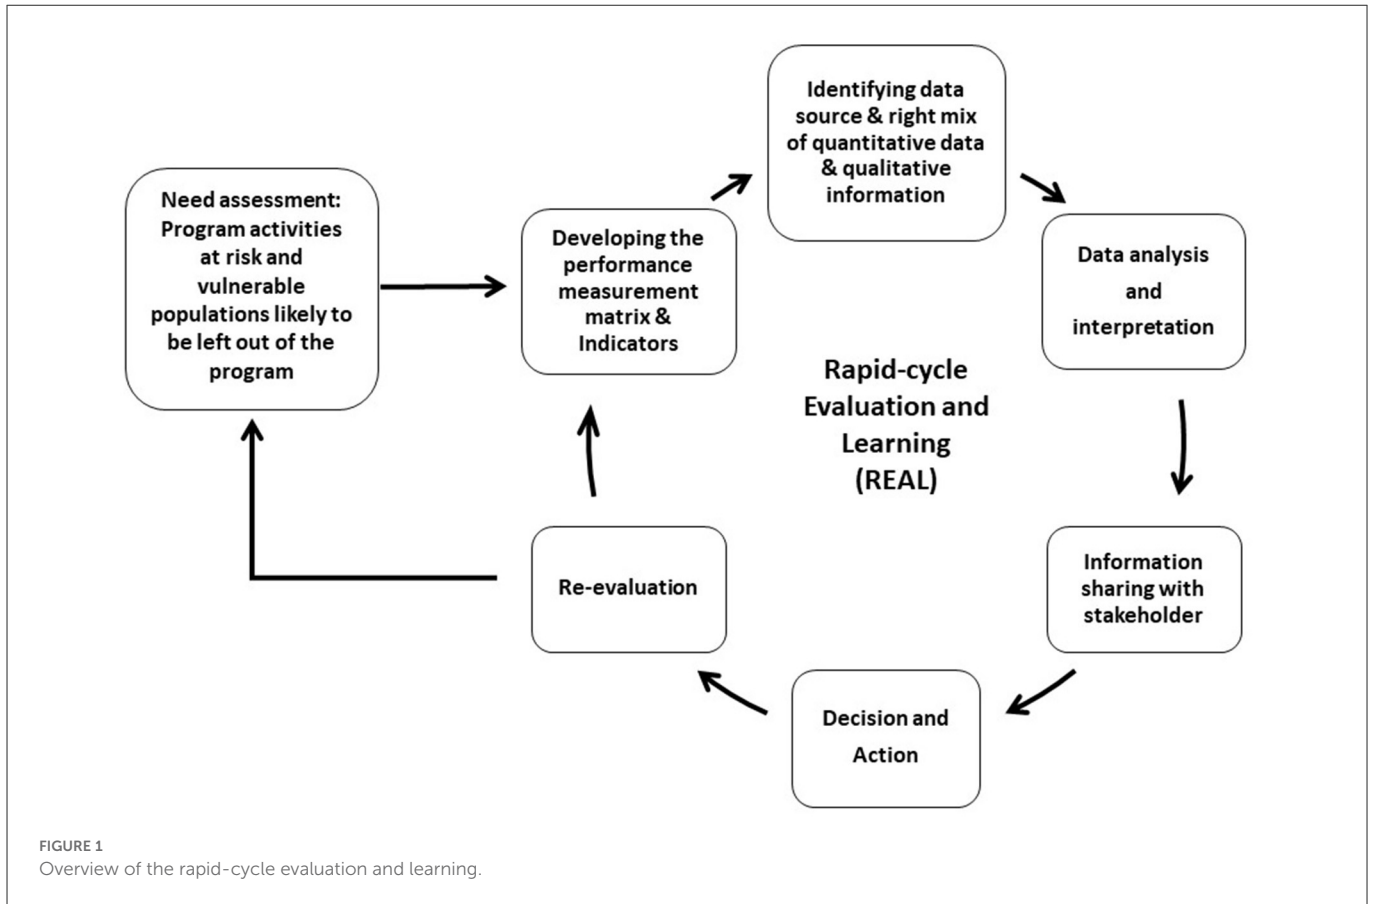 Need assessment:
Program activities
at risk and
vulnerable
populations likely to
be left out of the
program
Developing the
performance
measurement
matrix &
Indicators
Identifying data
source & right mix
of quantitative data
& qualitative
information
Data analysis
and
interpretation
Rapid-cycle
Evaluation and
Learning
(REAL)
Information
sharing with
stakeholder
Decision and
Action
Re-evaluation
FIGURE 1
Overview of the rapid-cycle evaluation and learning.